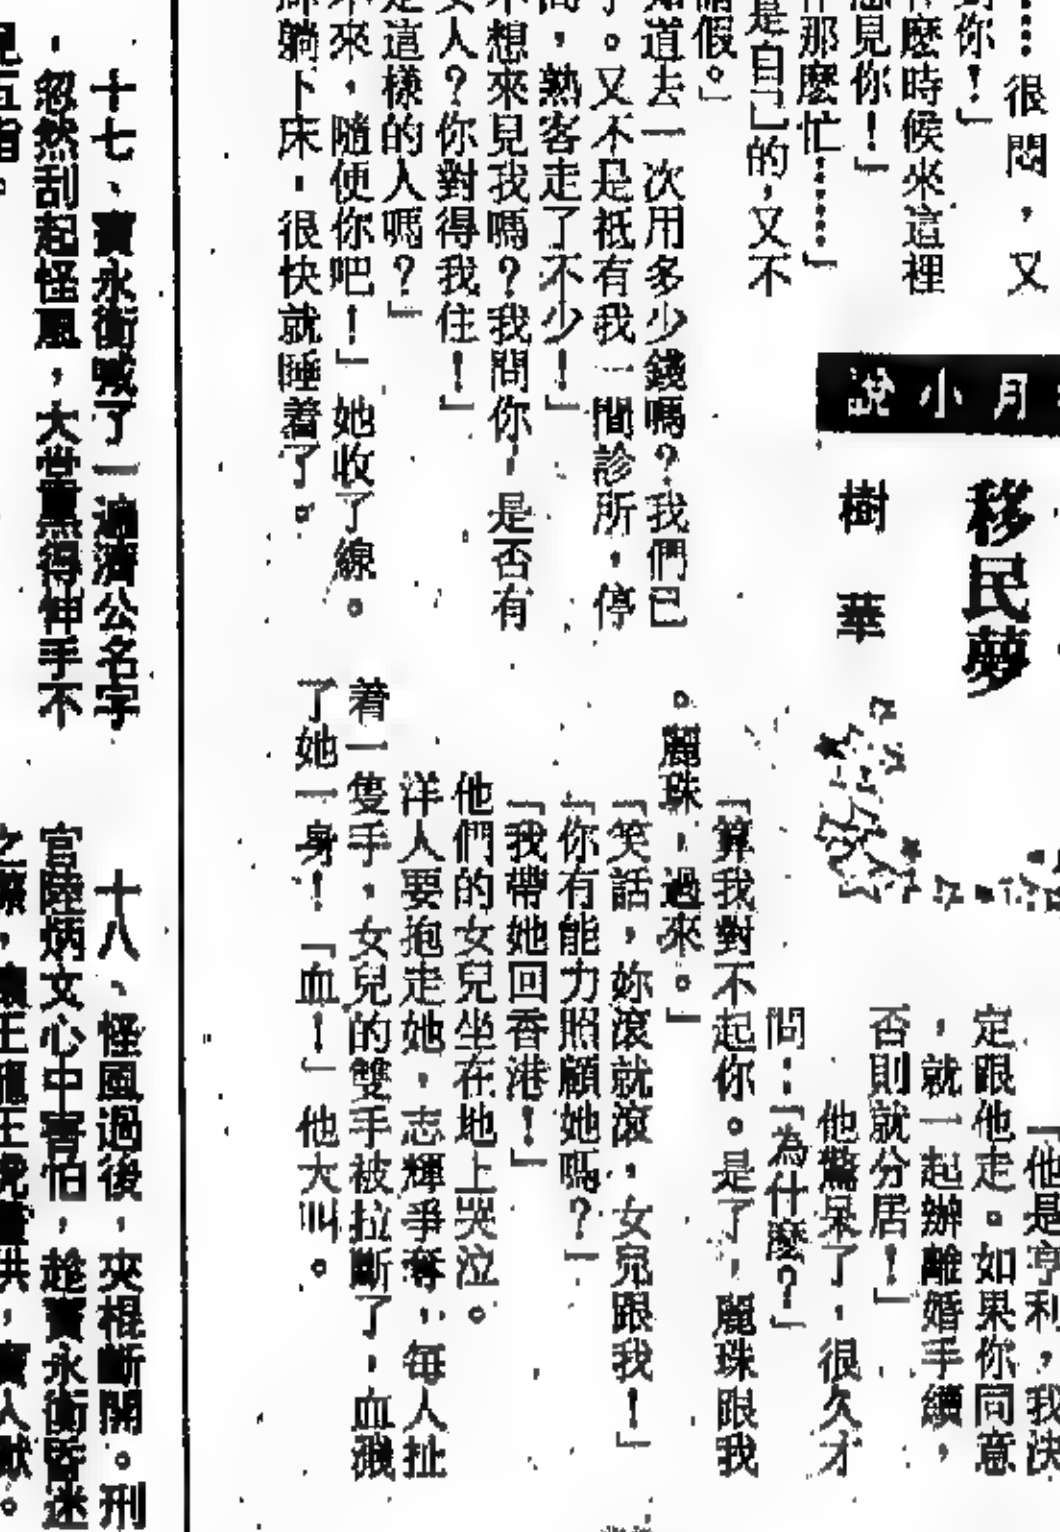 ……很悶，又
你！」
麼時候來這裡
見你！」
那麼忙……」
是自己的，又不
假。」
道去一次用多少錢嗎？我們已
。又不是祇有我一間診所，停
，熟客走了不少！」
想來見我嗎？我問你，是否有
人？你對得我住！」
這樣的人嗎？」
來，隨便你吧！」她收了線。
躺下床，很快就睡着了。
月小說
移民夢
樹華
「他是亨利，我決
定跟他走。如果你同意
，就一起辦離婚手續，
否則就分居！」
他驚呆了，很久才
問：「為什麼？」
「算我對不起你。是了，麗珠跟我
。麗珠，過來。」
「笑話，妳滾就滾，女兒跟我！」
「你有能力照顧她嗎？」
「我帶她回香港！」
他們的女兒坐在地上哭泣。
洋人要抱走她，志輝爭奪，每人扯
着一隻手，女兒的雙手被拉斷了，血濺
了她一身！「血！」他大叫。
十七、竇永衡喊了一遍濟公名字
，忽然刮起怪風，大堂黑得伸手不
見五指。
十八、怪風過後，夾棍斷開。刑
官陸炳文心中害怕，趁竇永衡昏迷